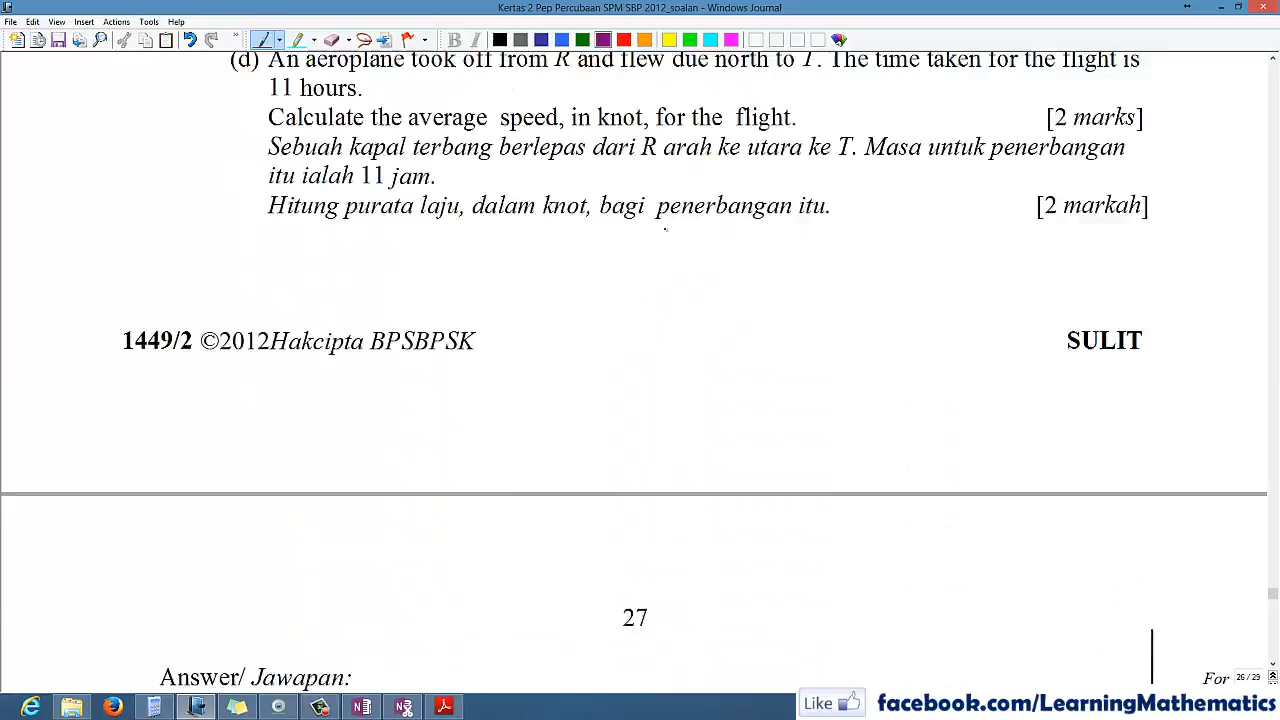 Kertas 2 Pep Percubaan SPM SBP 2012_soalan - Windows Journal
File Edit View Insert Actions Tools Help
(d) An aeroplane took off from R and flew due north to T. The time taken for the flight is
11 hours.
Calculate the average speed, in knot, for the flight. [2 marks]
Sebuah kapal terbang berlepas dari R arah ke utara ke T. Masa untuk penerbangan
itu ialah 11 jam.
Hitung purata laju, dalam knot, bagi penerbangan itu. [2 markah]
1449/2 ©2012Hakcipta BPSBPSK SULIT
27
Answer/ Jawapan:
For 26 / 29
Like facebook.com/LearningMathematics